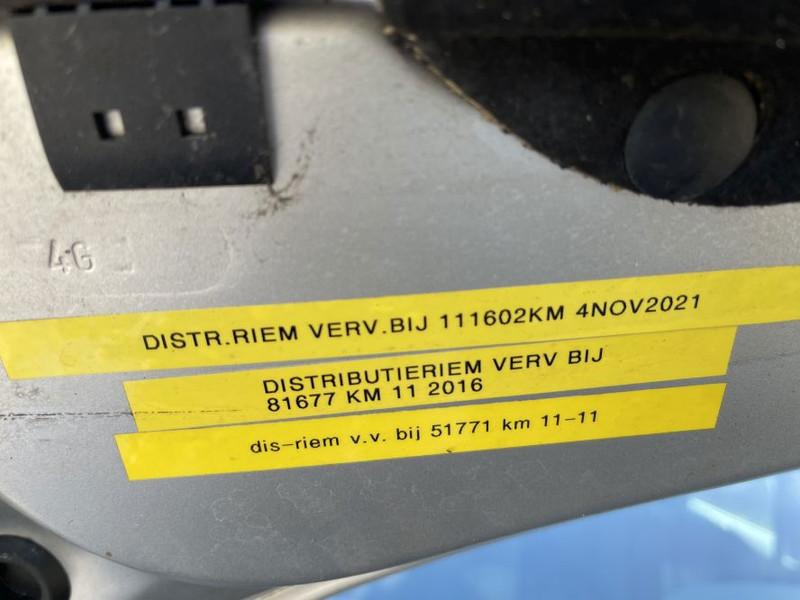 4G
DISTR.RIEM VERV.BIJ 111602KM 4NOV2021
DISTRIBUTIERIEM VERV BIJ
81677 KM 11 2016
dis-riem v.v. bij 51771 km 11-11